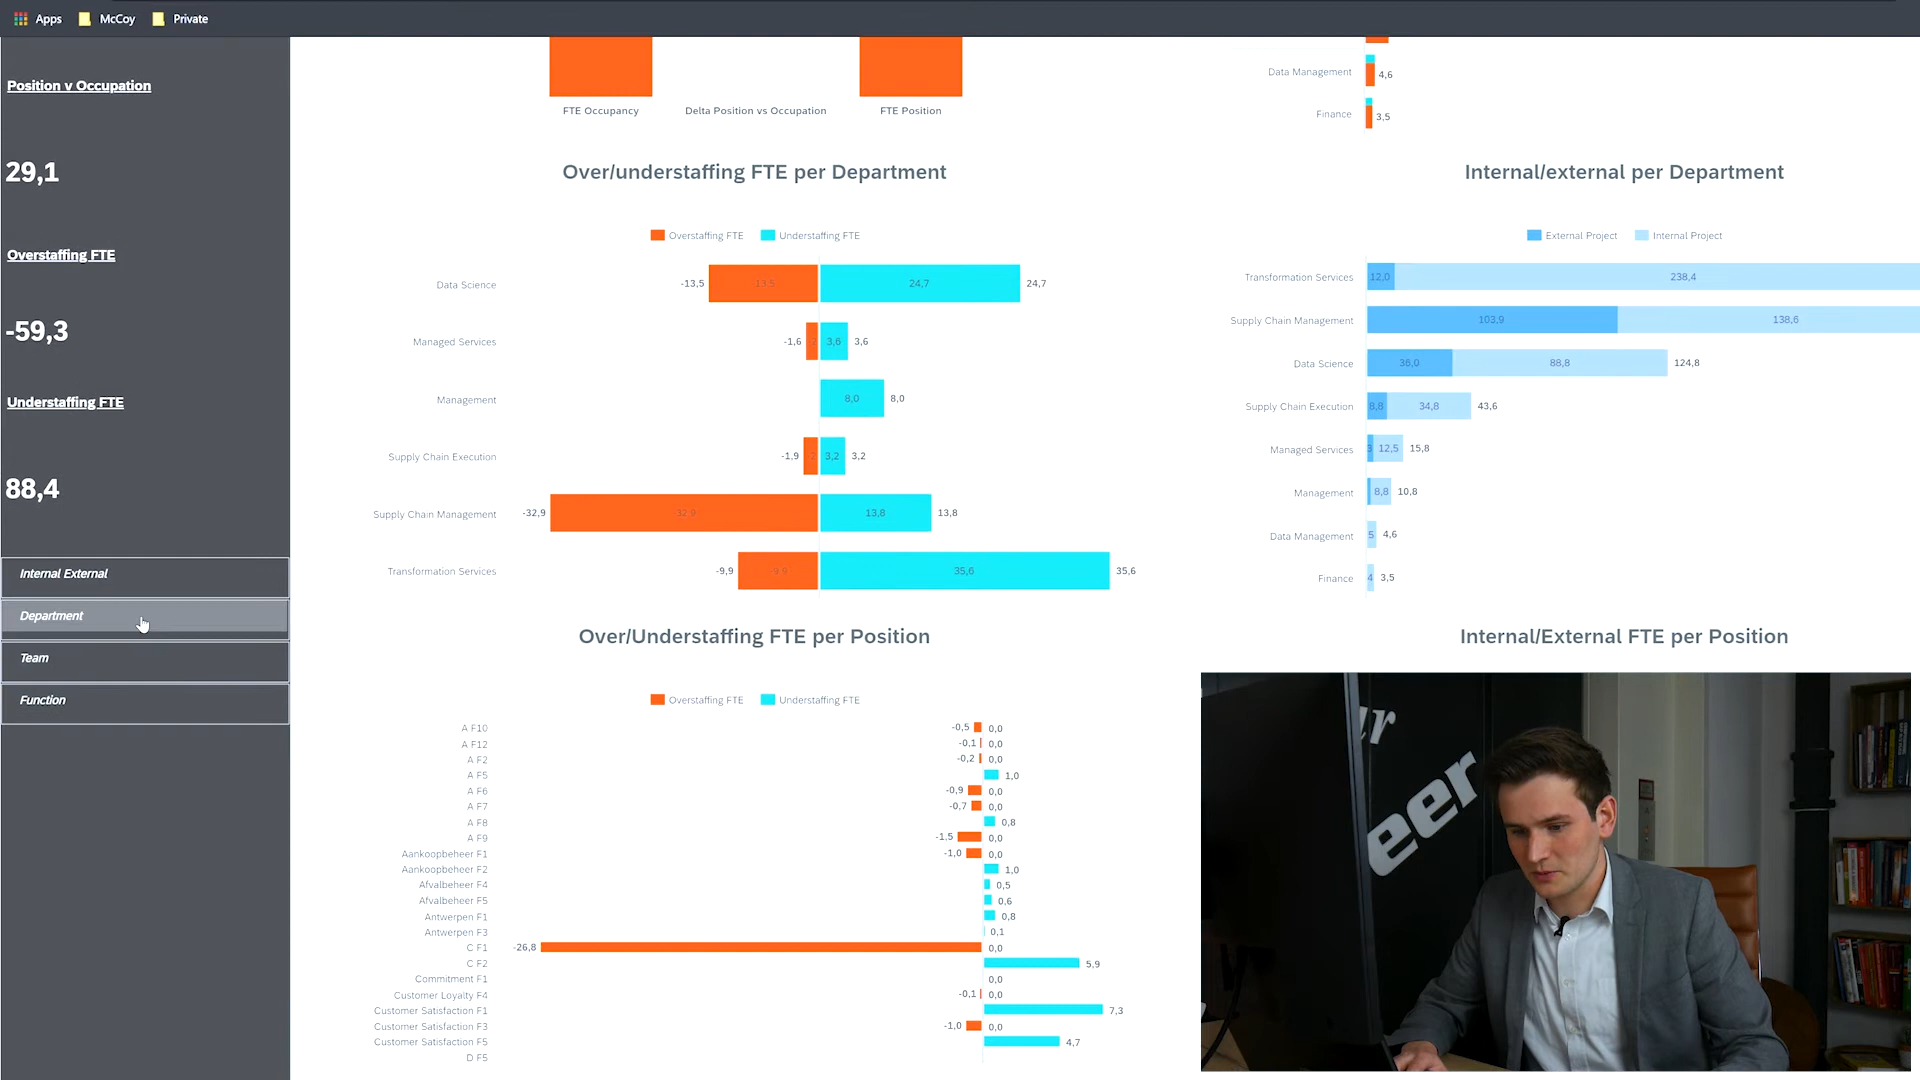 Apps McCoy Private
Position v Occupation
29,1
Overstaffing FTE
-59,3
Understaffing FTE
88,4
Internal External
Department
Team
Function
FTE Occupancy Delta Position vs Occupation FTE Position
Data Management 4,6
Finance 3,5
Over/understaffing FTE per Department
Overstaffing FTE Understaffing FTE
Data Science -13,5 13,5 24,7 24,7
Managed Services -1,6 2 3,6 3,6
Management 8,0 8,0
Supply Chain Execution -1,9 2 3,2 3,2
Supply Chain Management -32,9 -32,9 13,8 13,8
Transformation Services -9,9 -9,9 35,6 35,6
Internal/external per Department
External Project Internal Project
Transformation Services 12,0 238,4
Supply Chain Management 103,9 138,6
Data Science 36,0 88,8 124,8
Supply Chain Execution 8,8 34,8 43,6
Managed Services 3 12,5 15,8
Management 8,8 10,8
Data Management 5 4,6
Finance 4 3,5
Over/Understaffing FTE per Position
Overstaffing FTE Understaffing FTE
A F10 -0,5 0,0
A F12 -0,1 0,0
A F2 -0,2 0,0
A F5 1,0
A F6 -0,9 0,0
A F7 -0,7 0,0
A F8 0,8
A F9 -1,5 0,0
Aankoopbeheer F1 -1,0 0,0
Aankoopbeheer F2 1,0
Afvalbeheer F4 0,5
Afvalbeheer F5 0,6
Antwerpen F1 0,8
Antwerpen F3 0,1
C F1 -26,8 0,0
C F2 5,9
Commitment F1 0,0
Customer Loyalty F4 -0,1 0,0
Customer Satisfaction F1 7,3
Customer Satisfaction F3 -1,0 0,0
Customer Satisfaction F5 4,7
D F5
Internal/External FTE per Position
eer